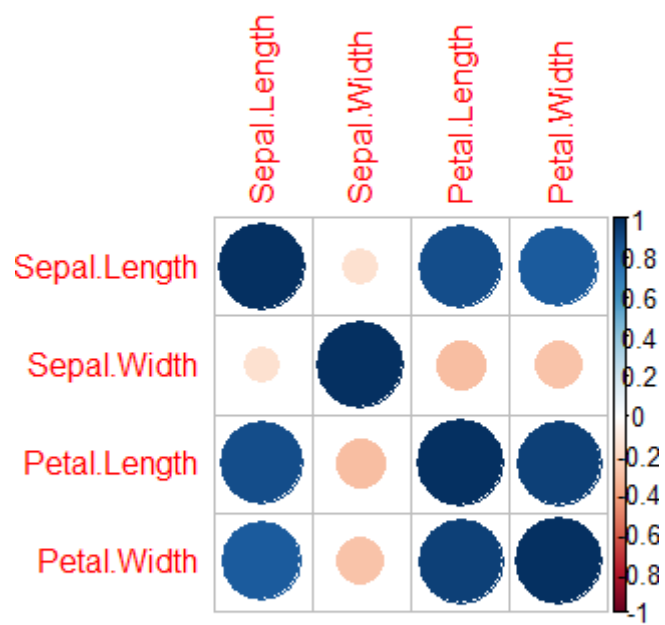 Sepal.Length
Sepal.Width
Petal.Length
Petal.Width
Sepal.Length
Sepal.Width
Petal.Length
Petal.Width
1
0.8
0.6
0.4
0.2
0
-0.2
-0.4
-0.6
-0.8
-1